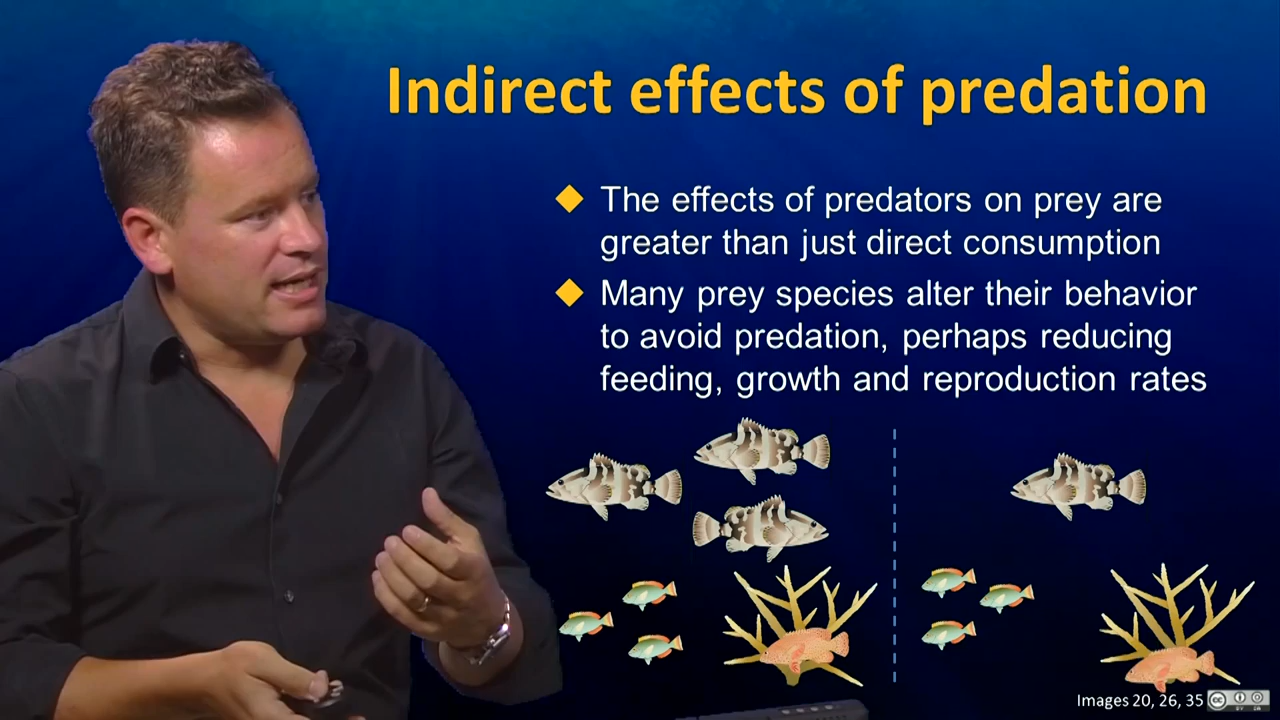 Indirect effects of predation
The effects of predators on prey are
greater than just direct consumption
Many prey species alter their behavior
to avoid predation, perhaps reducing
feeding, growth and reproduction rates
Images 20, 26, 35